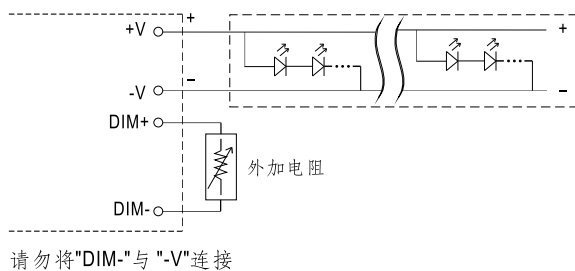 +V
+
+
-V
−
−
DIM+
外加电阻
DIM-
请勿将"DIM-"与 "-V"连接